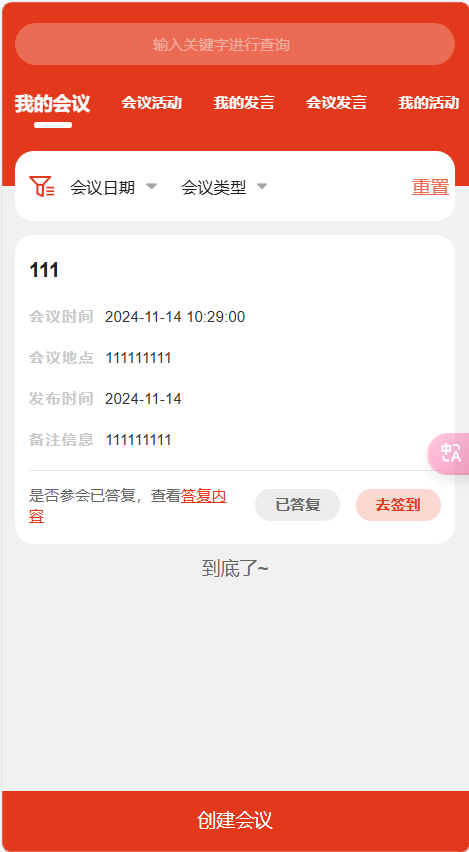 输入关键字进行查询
我的会议 会议活动 我的发言 会议发言 我的活动
会议日期 会议类型 重置
111
会议时间 2024-11-14 10:29:00
会议地点 111111111
发布时间 2024-11-14
备注信息 111111111
是否参会已答复，查看答复内
容
已答复 去签到
到底了~
创建会议